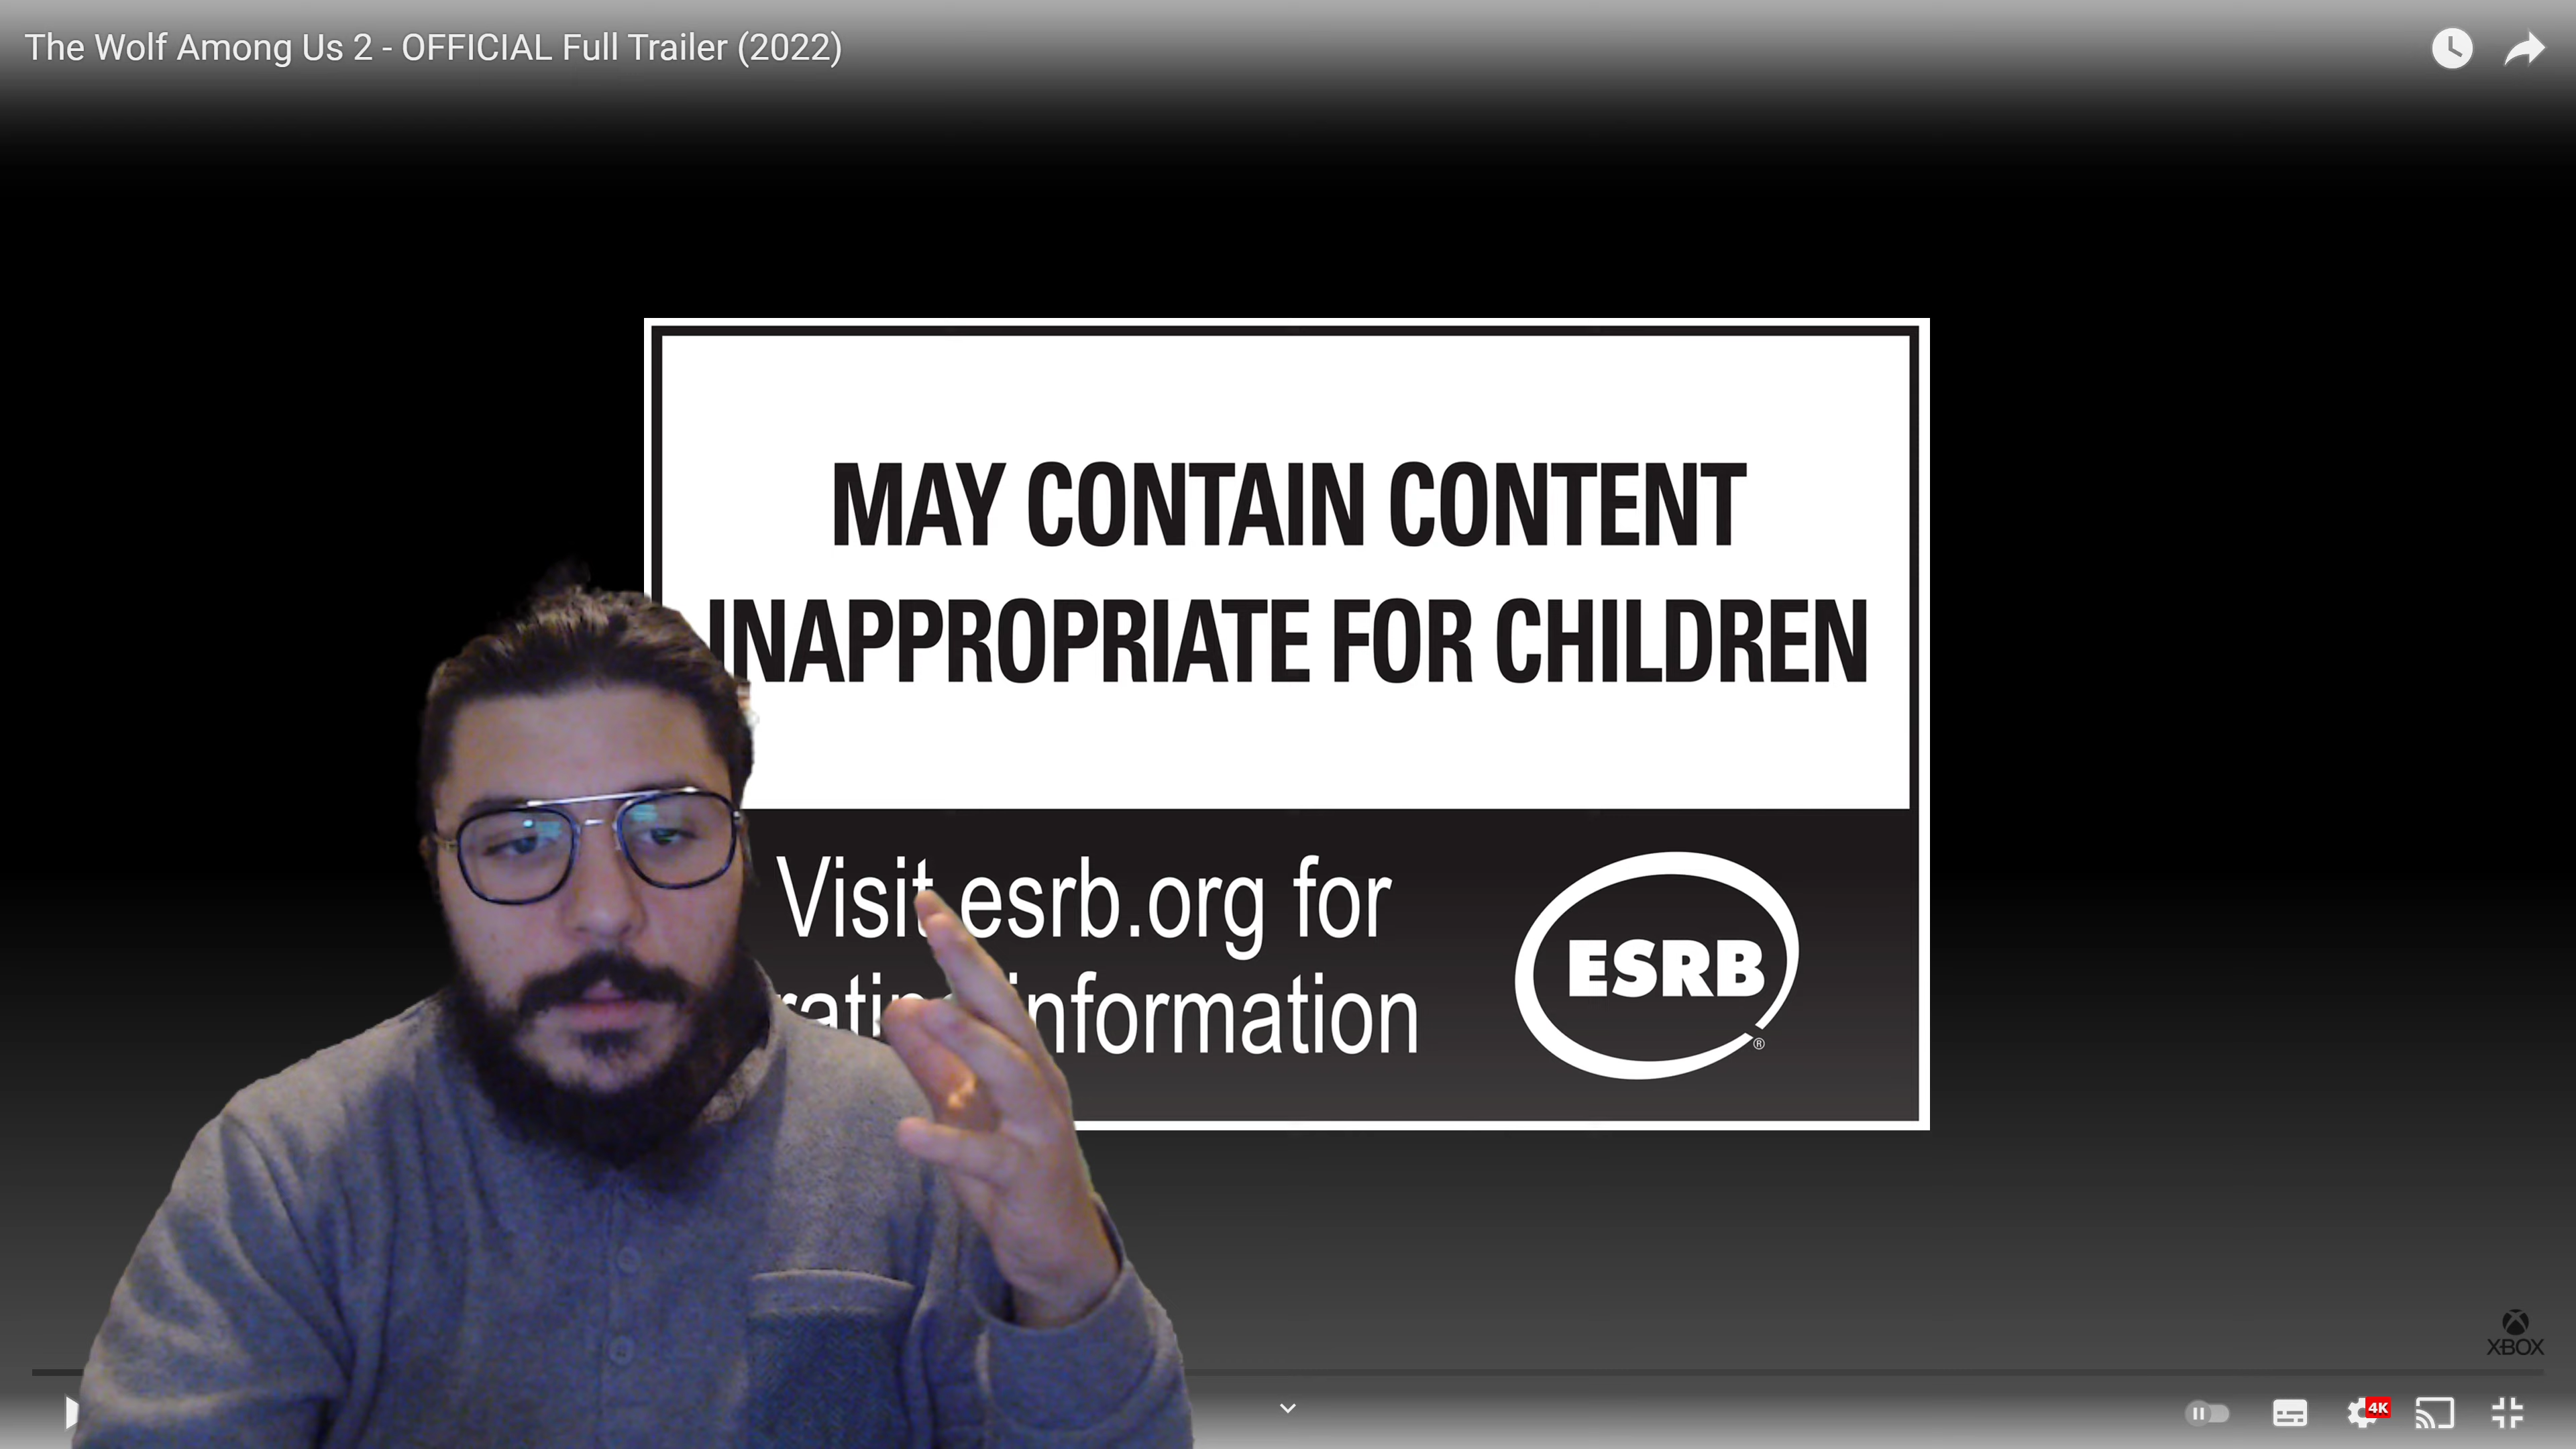 The Wolf Among Us 2 - OFFICIAL Full Trailer (2022)
MAY CONTAIN CONTENT
INAPPROPRIATE FOR CHILDREN
Visit esrb.org for
rating information
ESRB
®
XBOX
4K